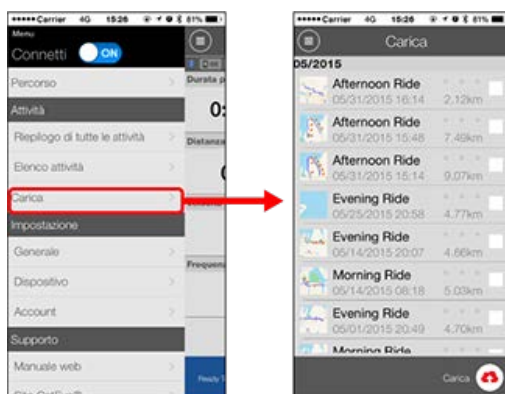 Carrier 4G 15:26 81%
Menu
Connetti ON
Percorso
Attività
Riepilogo di tutte le attività
Elenco attività
Carica
Impostazione
Generale
Dispositivo
Account
Supporto
Manuale web
Durata p
0:
Distanza
Frequen
Ready T
Carrier 4G 15:26 81%
Carica
05/2015
Afternoon Ride
05/31/2015 16:14 2.12km
Afternoon Ride
05/31/2015 15:48 7.49km
Afternoon Ride
05/31/2015 15:14 9.07km
Evening Ride
05/25/2015 20:58 4.77km
Evening Ride
05/14/2015 20:07 4.66km
Morning Ride
05/14/2015 08:18 5.03km
Evening Ride
05/01/2015 20:49 4.70km
Morning Ride
Carica